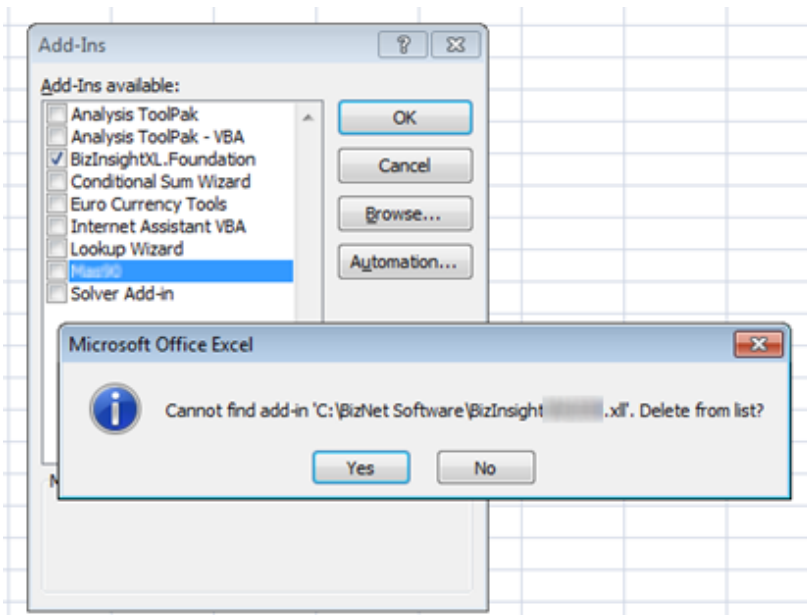 Add-Ins
Add-Ins available:
Analysis ToolPak
Analysis ToolPak - VBA
BizInsightXL.Foundation
Conditional Sum Wizard
Euro Currency Tools
Internet Assistant VBA
Lookup Wizard
Mas90
Solver Add-in
OK
Cancel
Browse...
Automation...
Microsoft Office Excel
Cannot find add-in 'C:\BizNet Software\BizInsight .xll'. Delete from list?
Yes
No